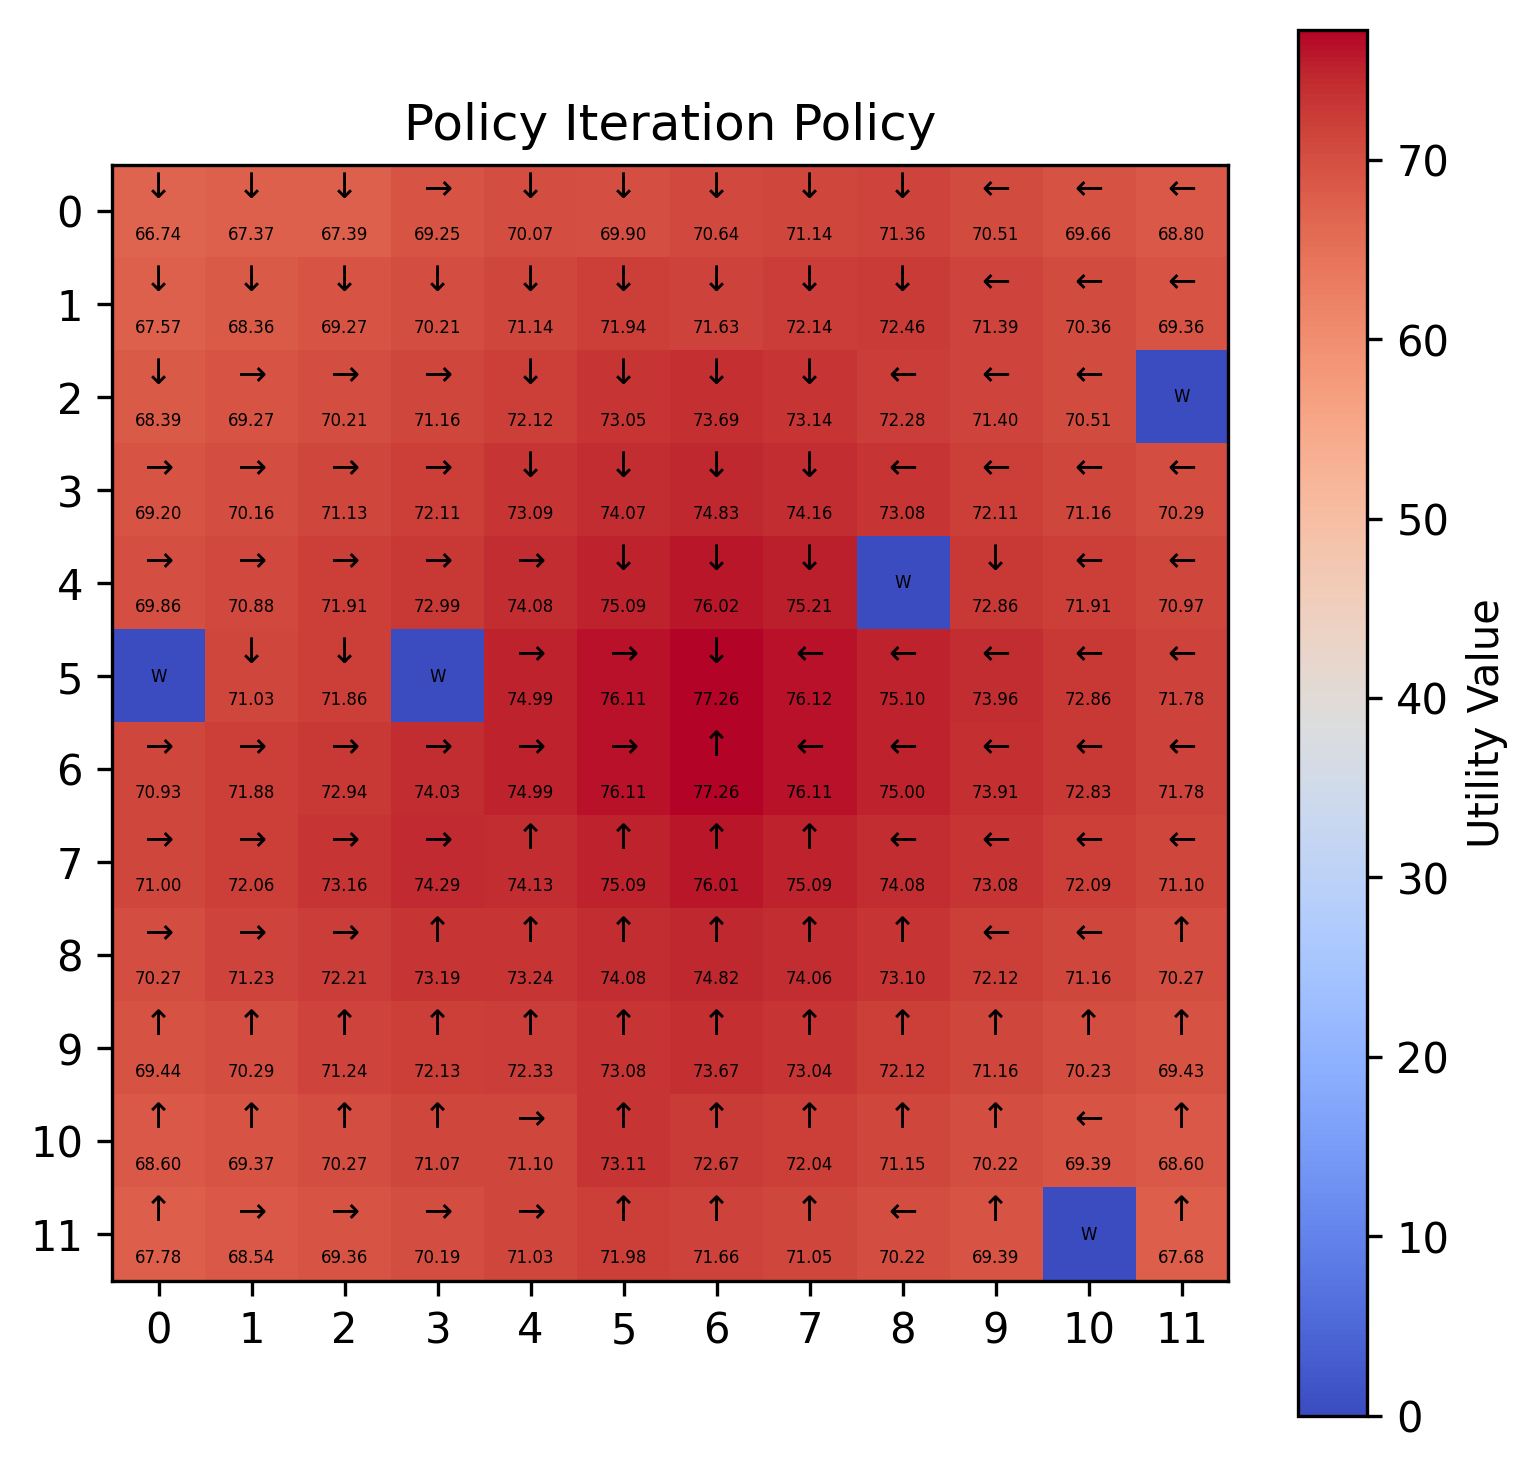 Policy Iteration Policy
0 ↓ ↓ ↓ → ↓ ↓ ↓ ↓ ↓ ← ← ←
66.74 67.37 67.39 69.25 70.07 69.90 70.64 71.14 71.36 70.51 69.66 68.80
1 ↓ ↓ ↓ ↓ ↓ ↓ ↓ ↓ ↓ ← ← ←
67.57 68.36 69.27 70.21 71.14 71.94 71.63 72.14 72.46 71.39 70.36 69.36
2 ↓ → → → ↓ ↓ ↓ ↓ ← ← ← W
68.39 69.27 70.21 71.16 72.12 73.05 73.69 73.14 72.28 71.40 70.51
3 → → → → ↓ ↓ ↓ ↓ ← ← ← ←
69.20 70.16 71.13 72.11 73.09 74.07 74.83 74.16 73.08 72.11 71.16 70.29
4 → → → → → ↓ ↓ ↓ W ↓ ← ←
69.86 70.88 71.91 72.99 74.08 75.09 76.02 75.21 72.86 71.91 70.97
5 W ↓ ↓ W → → ↓ ← ← ← ← ←
71.03 71.86 74.99 76.11 77.26 76.12 75.10 73.96 72.86 71.78
6 → → → → → → ↑ ← ← ← ← ←
70.93 71.88 72.94 74.03 74.99 76.11 77.26 76.11 75.00 73.91 72.83 71.78
7 → → → → ↑ ↑ ↑ ↑ ← ← ← ←
71.00 72.06 73.16 74.29 74.13 75.09 76.01 75.09 74.08 73.08 72.09 71.10
8 → → → ↑ ↑ ↑ ↑ ↑ ↑ ← ← ↑
70.27 71.23 72.21 73.19 73.24 74.08 74.82 74.06 73.10 72.12 71.16 70.27
9 ↑ ↑ ↑ ↑ ↑ ↑ ↑ ↑ ↑ ↑ ↑ ↑
69.44 70.29 71.24 72.13 72.33 73.08 73.67 73.04 72.12 71.16 70.23 69.43
10 ↑ ↑ ↑ ↑ → ↑ ↑ ↑ ↑ ↑ ← ↑
68.60 69.37 70.27 71.07 71.10 73.11 72.67 72.04 71.15 70.22 69.39 68.60
11 ↑ → → → → ↑ ↑ ↑ ← ↑ W ↑
67.78 68.54 69.36 70.19 71.03 71.98 71.66 71.05 70.22 69.39 67.68
0 1 2 3 4 5 6 7 8 9 10 11
70
60
50
40
30
20
10
0
Utility Value